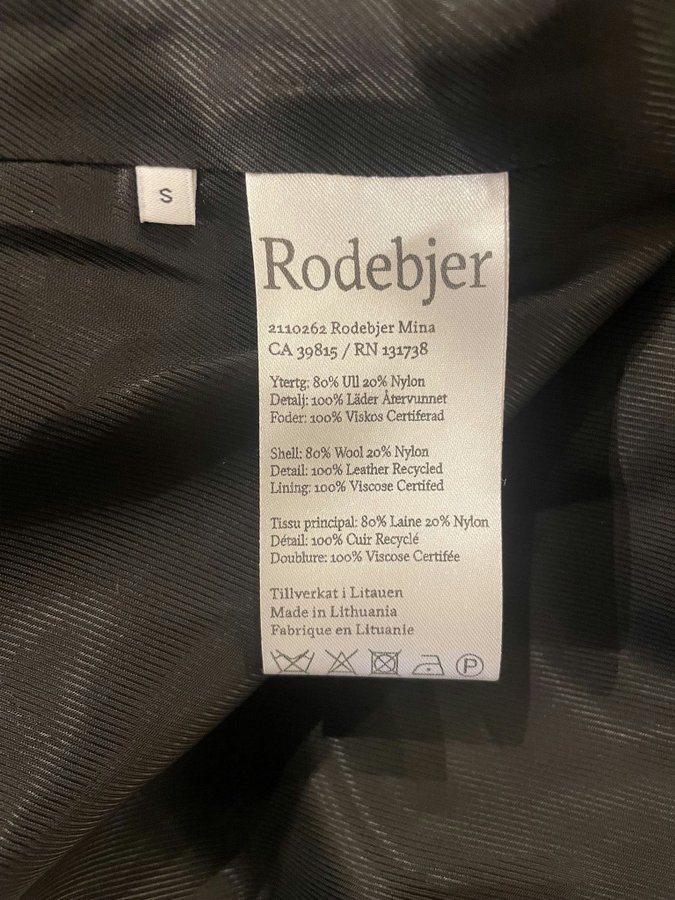 S
Rodebjer
2110262 Rodebjer Mina
CA 39815 / RN 131738
Ytertg: 80% Ull 20% Nylon
Detalj: 100% Läder Återvunnet
Foder: 100% Viskos Certiferad
Shell: 80% Wool 20% Nylon
Detail: 100% Leather Recycled
Lining: 100% Viscose Certifed
Tissu principal: 80% Laine 20% Nylon
Détail: 100% Cuir Recyclé
Doublure: 100% Viscose Certifée
Tillverkat i Litauen
Made in Lithuania
Fabrique en Lituanie
P